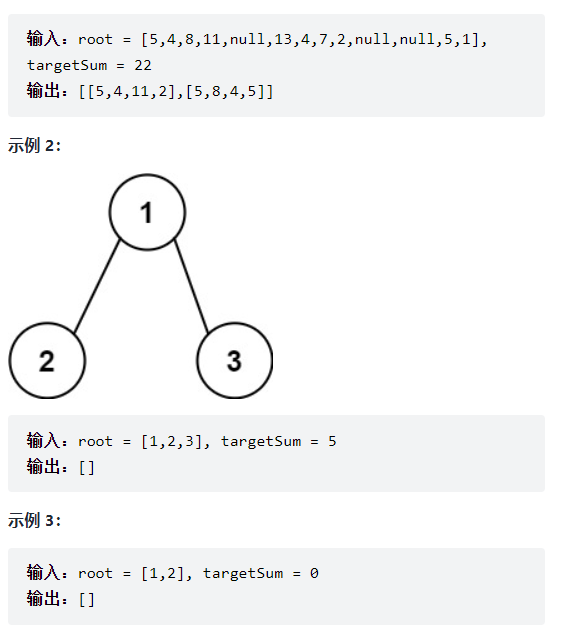 输入：root = [5,4,8,11,null,13,4,7,2,null,null,5,1],
targetSum = 22
输出：[[5,4,11,2],[5,8,4,5]]
示例 2：
1
2
3
输入：root = [1,2,3], targetSum = 5
输出：[]
示例 3：
输入：root = [1,2], targetSum = 0
输出：[]